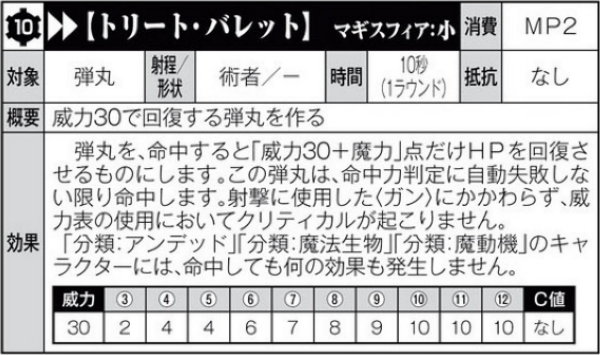 10 ▶▶【トリート・バレット】 マギスフィア:小 消費 MP2
対象 弾丸 射程/形状 術者/― 時間 10秒(1ラウンド) 抵抗 なし
概要 威力30で回復する弾丸を作る
効果
弾丸を、命中すると「威力30+魔力」点だけHPを回復さ
せるものにします。この弾丸は、命中力判定に自動失敗しな
い限り命中します。射撃に使用した〈ガン〉にかかわらず、威
力表の使用においてクリティカルが起こりません。
「分類:アンデッド」「分類:魔法生物」「分類:魔動機」のキャ
ラクターには、命中しても何の効果も発生しません。
威力 ③ ④ ⑤ ⑥ ⑦ ⑧ ⑨ ⑩ ⑪ ⑫ C値
30 2 4 4 6 7 8 9 10 10 10 なし